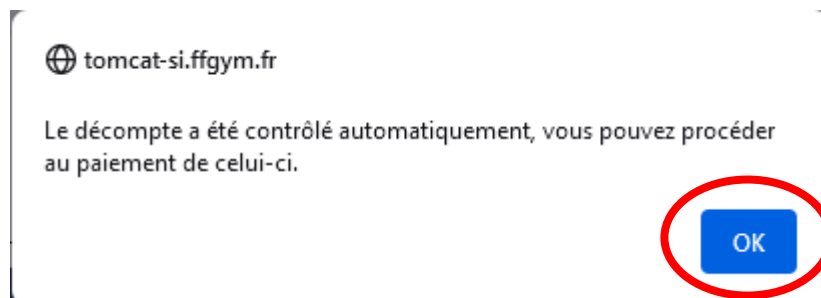 tomcat-si.ffgym.fr
Le décompte a été contrôlé automatiquement, vous pouvez procéder
au paiement de celui-ci.
OK